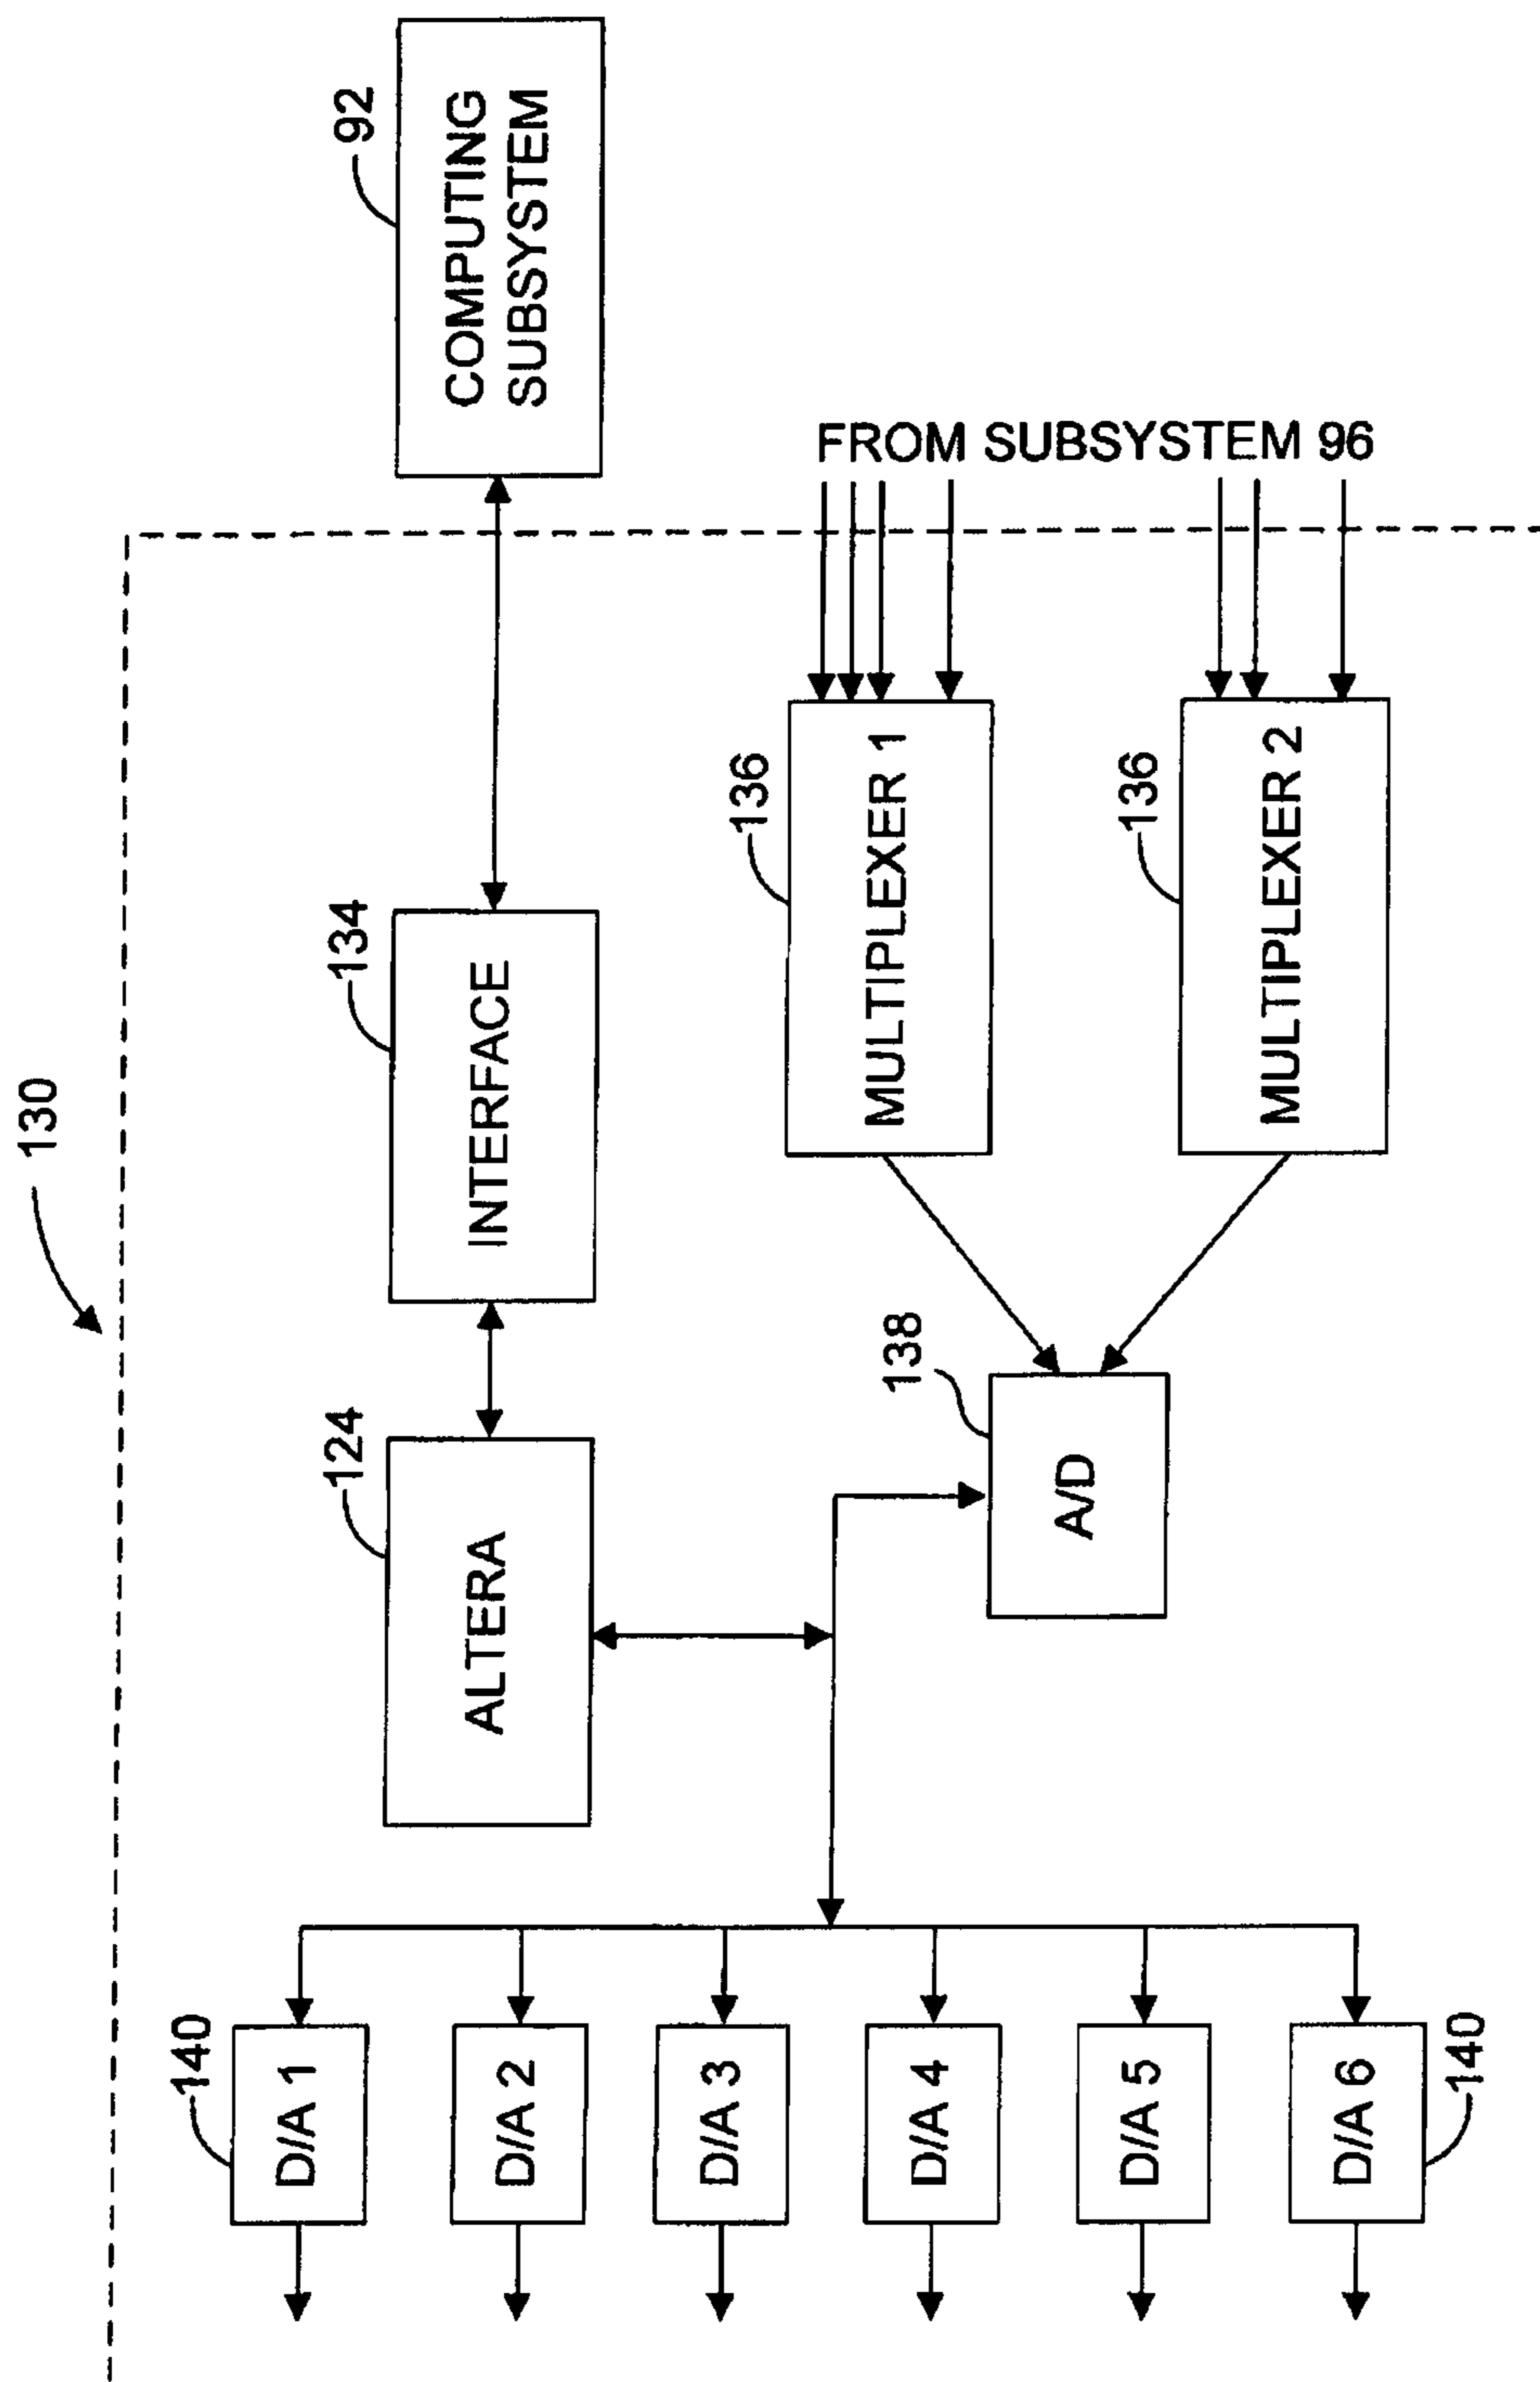 130
92
COMPUTING
SUBSYSTEM
134
INTERFACE
124
ALTERA
FROM SUBSYSTEM 96
136
MULTIPLEXER 1
136
MULTIPLEXER 2
138
A/D
140
D/A 1
D/A 2
D/A 3
D/A 4
D/A 5
D/A 6
140